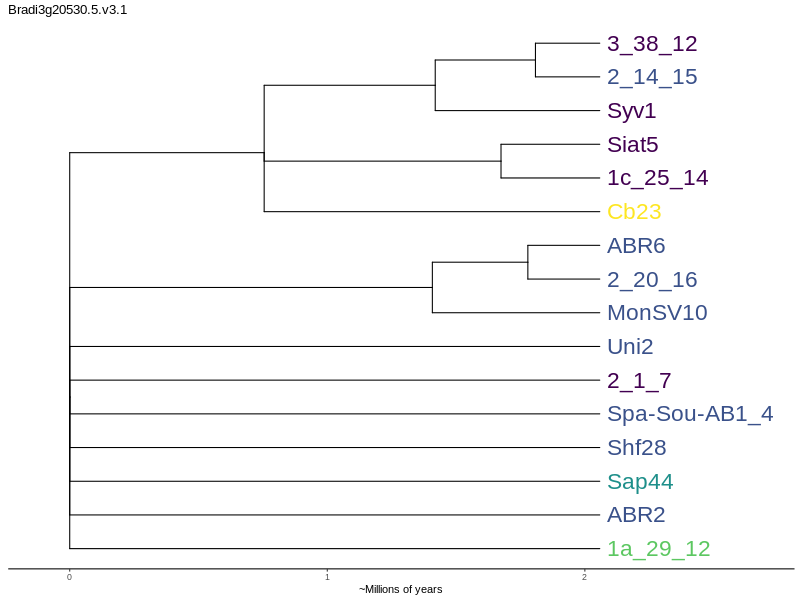 Bradi3g20530.5.v3.1
3_38_12
2_14_15
Syv1
Siat5
1c_25_14
Cb23
ABR6
2_20_16
MonSV10
Uni2
2_1_7
Spa-Sou-AB1_4
Shf28
Sap44
ABR2
1a_29_12
0 1 2
~Millions of years